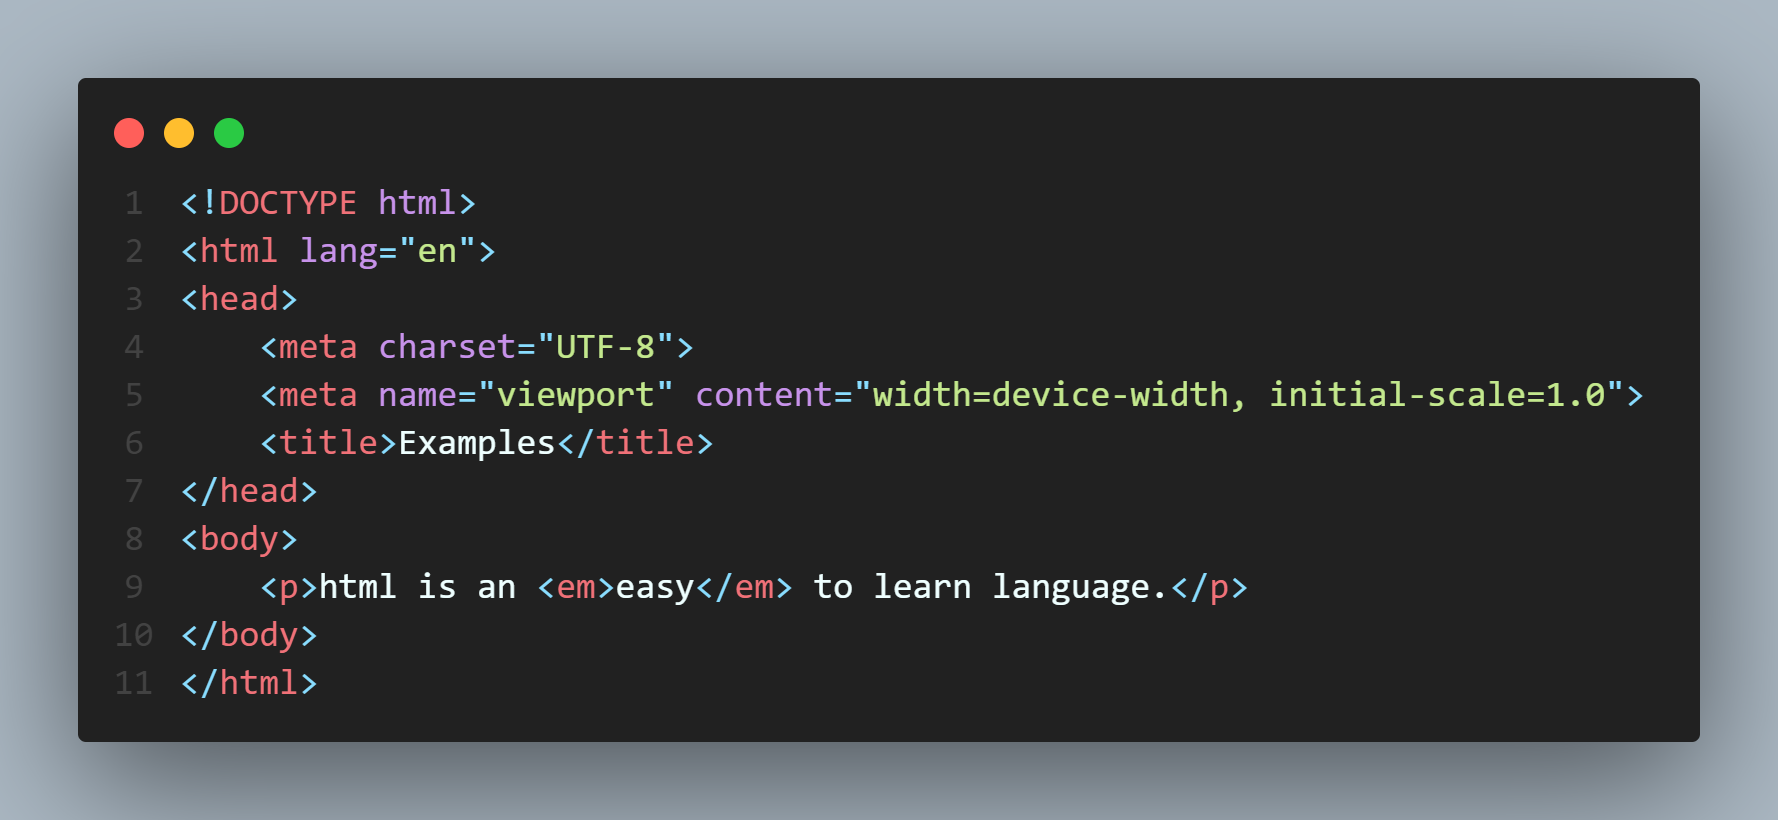 1 <!DOCTYPE html>
2 <html lang="en">
3 <head>
4     <meta charset="UTF-8">
5     <meta name="viewport" content="width=device-width, initial-scale=1.0">
6     <title>Examples</title>
7 </head>
8 <body>
9     <p>html is an <em>easy</em> to learn language.</p>
10 </body>
11 </html>